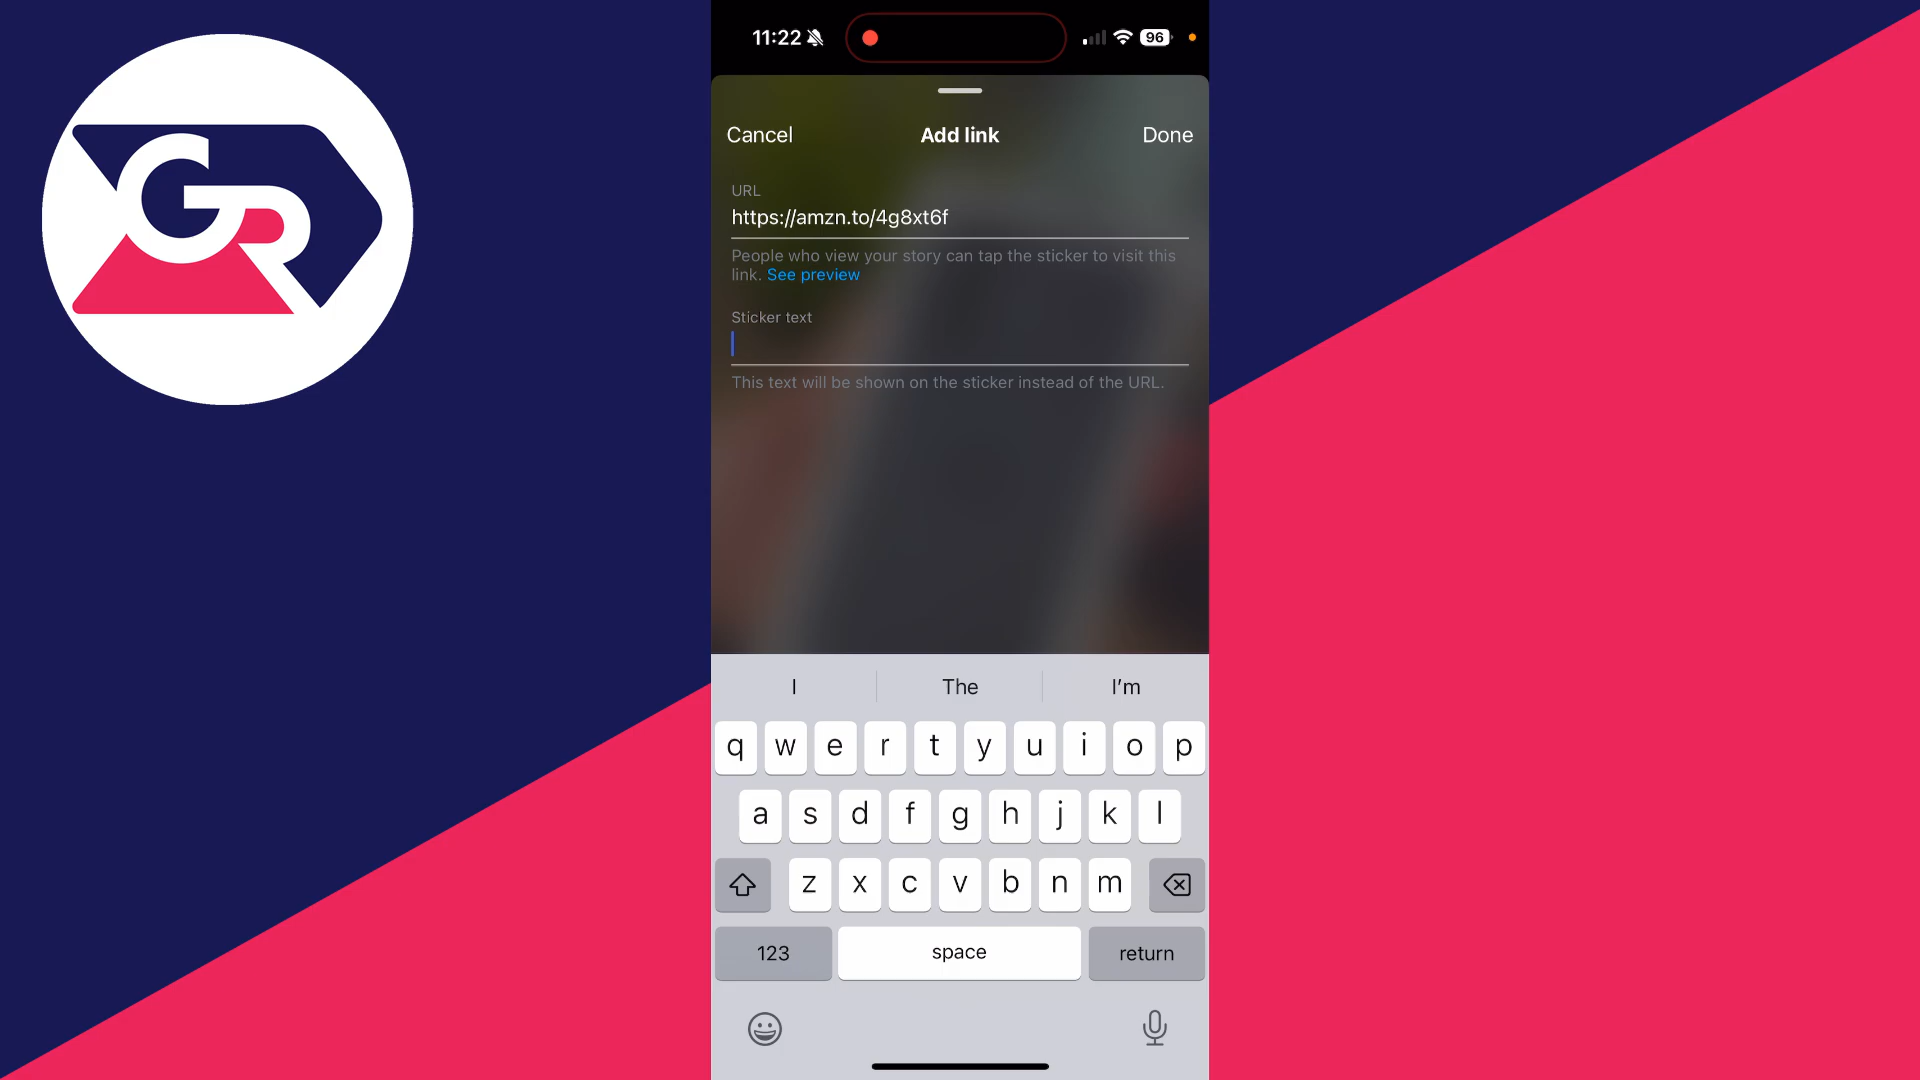 GR
11:22
96
Cancel
Add link
Done
URL
https://amzn.to/4g8xt6f
People who view your story can tap the sticker to visit this
link. See preview
Sticker text
This text will be shown on the sticker instead of the URL.
I
The
I'm
q w e r t y u i o p
a s d f g h j k l
z x c v b n m
123
space
return